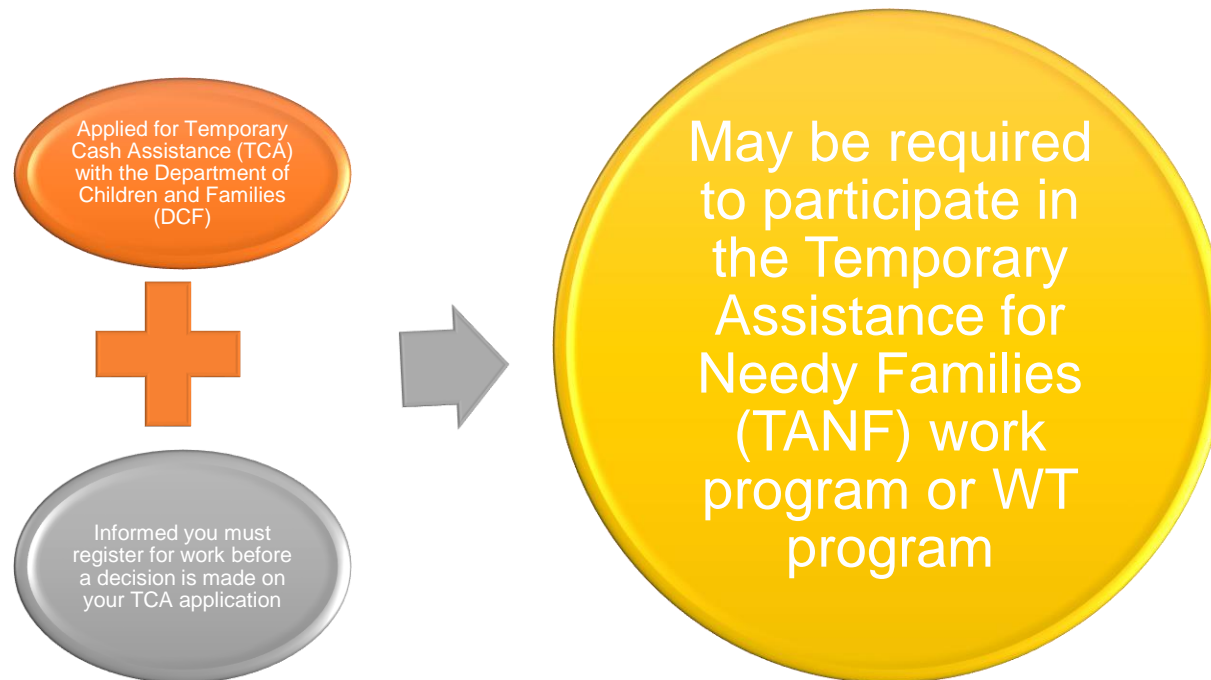 Applied for Temporary
Cash Assistance (TCA)
with the Department of
Children and Families
(DCF)
Informed you must
register for work before
a decision is made on
your TCA application
May be required
to participate in
the Temporary
Assistance for
Needy Families
(TANF) work
program or WT
program